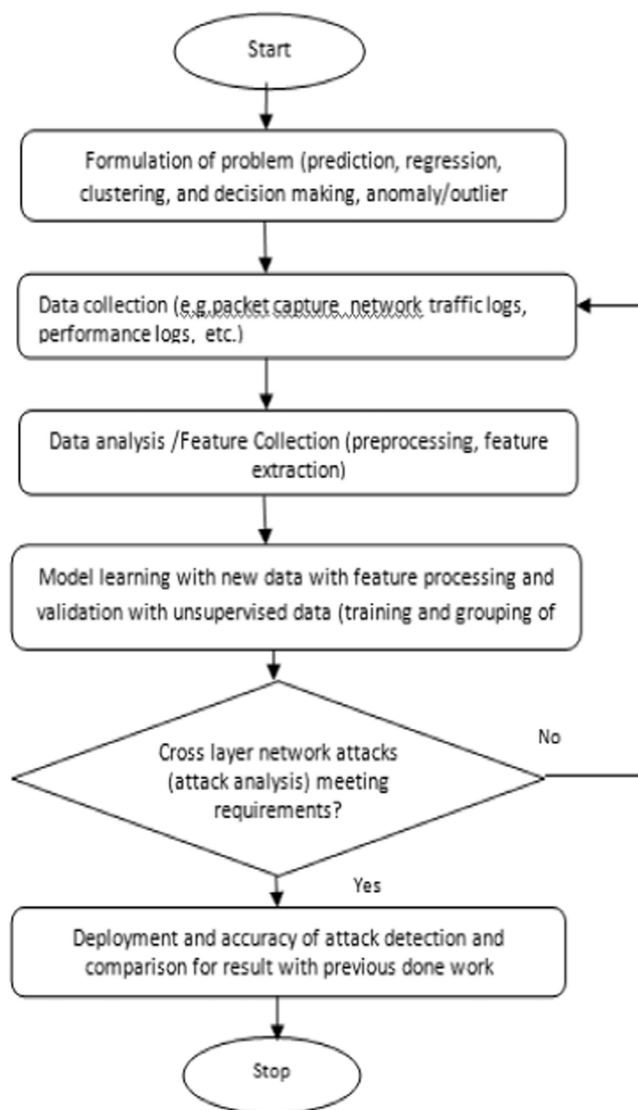 Start
Formulation of problem (prediction, regression,
clustering, and decision making, anomaly/outlier
Data collection (e.g.packet capture, network traffic logs,
performance logs, etc.)
Data analysis /Feature Collection (preprocessing, feature
extraction)
Model learning with new data with feature processing and
validation with unsupervised data (training and grouping of
Cross layer network attacks
(attack analysis) meeting
requirements?
No
Yes
Deployment and accuracy of attack detection and
comparison for result with previous done work
Stop